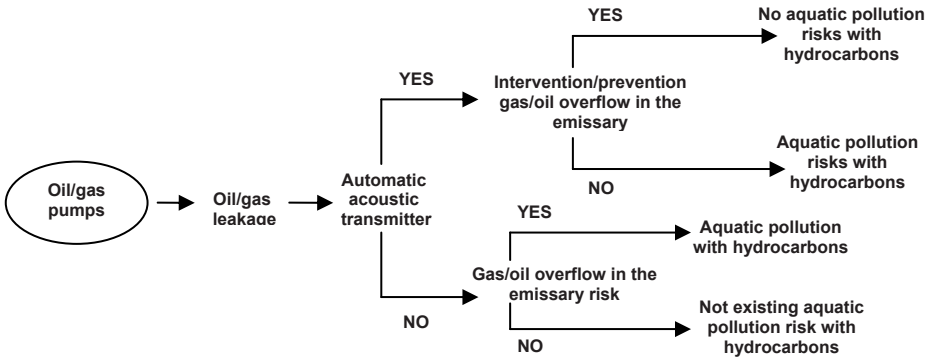 YES
No aquatic pollution
risks with
hydrocarbons
YES
Intervention/prevention
gas/oil overflow in the
emissary
Aquatic pollution
risks with
hydrocarbons
NO
Oil/gas
pumps
Oil/gas
leakage
Automatic
acoustic
transmitter
YES
Aquatic pollution
with hydrocarbons
Gas/oil overflow in the
emissary risk
NO
Not existing aquatic
pollution risk with
hydrocarbons
NO